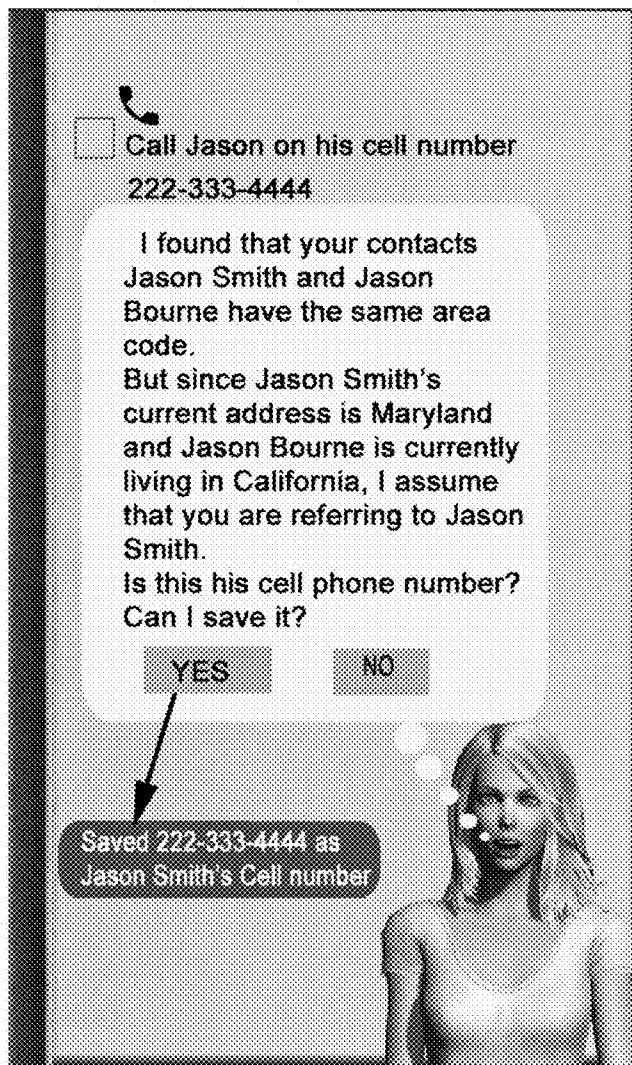 Call Jason on his cell number
222-333-4444
I found that your contacts
Jason Smith and Jason
Bourne have the same area
code.
But since Jason Smith's
current address is Maryland
and Jason Bourne is currently
living in California, I assume
that you are referring to Jason
Smith.
Is this his cell phone number?
Can I save it?
YES NO
Saved 222-333-4444 as
Jason Smith's Cell number